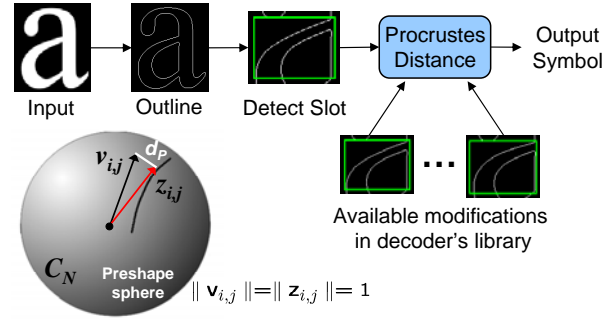 a
Input
Outline
Detect Slot
Procrustes
Distance
Output
Symbol
...
Available modifications
in decoder's library
d_P
v_{i,j}
z_{i,j}
C_N
Preshape
sphere
‖ v_{i,j} ‖=‖ z_{i,j} ‖= 1